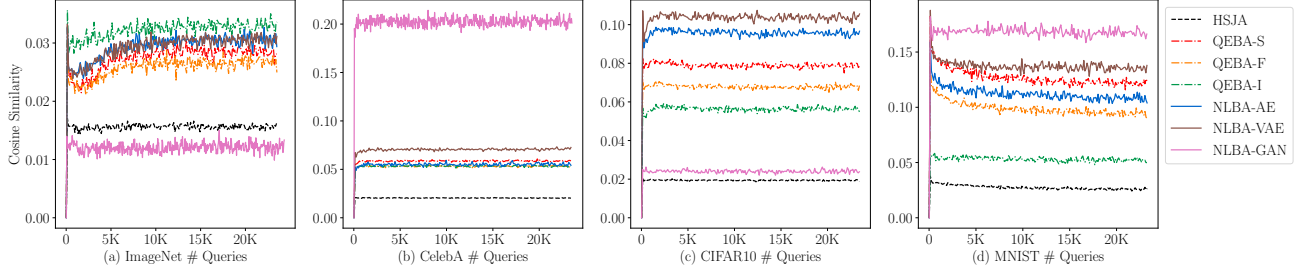 Cosine Similarity
0.03
0.02
0.01
0.00
0 5K 10K 15K 20K
(a) ImageNet # Queries
0.20
0.15
0.10
0.05
0.00
0 5K 10K 15K 20K
(b) CelebA # Queries
0.10
0.08
0.06
0.04
0.02
0.00
0 5K 10K 15K 20K
(c) CIFAR10 # Queries
0.15
0.10
0.05
0.00
0 5K 10K 15K 20K
(d) MNIST # Queries
HSJA
QEBA-S
QEBA-F
QEBA-I
NLBA-AE
NLBA-VAE
NLBA-GAN